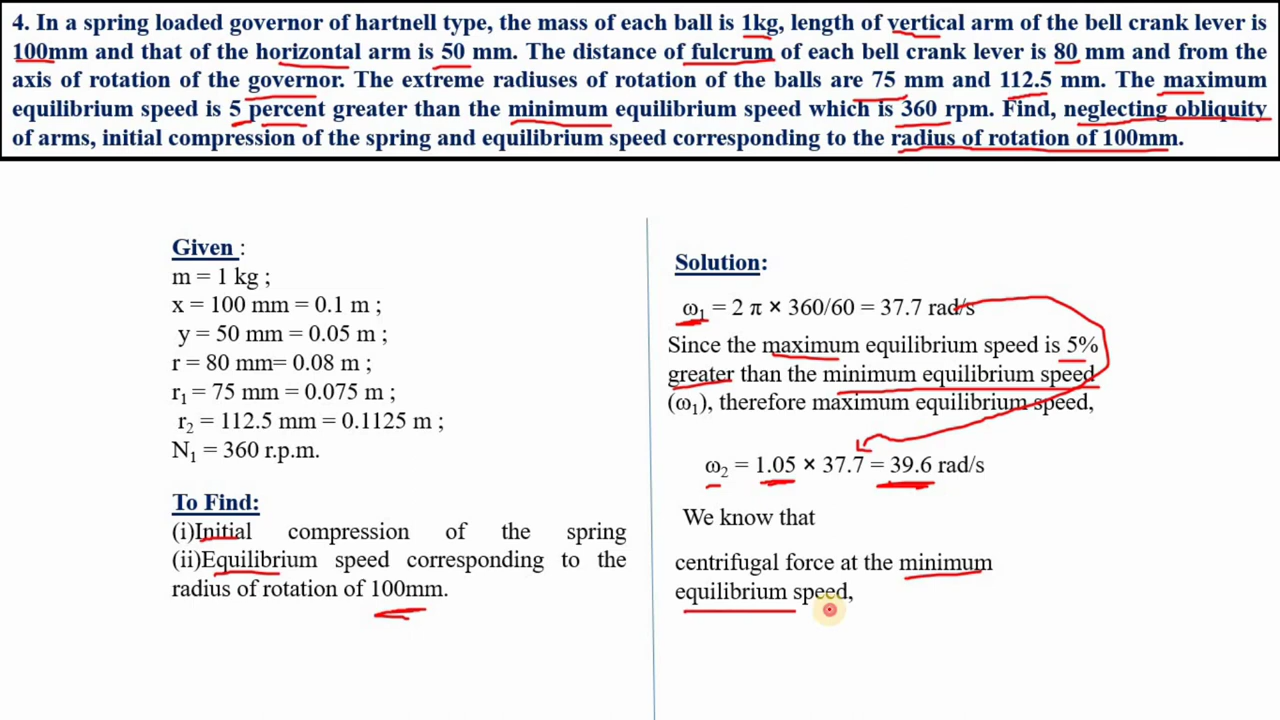 4. In a spring loaded governor of hartnell type, the mass of each ball is 1kg, length of vertical arm of the bell crank lever is
100mm and that of the horizontal arm is 50 mm. The distance of fulcrum of each bell crank lever is 80 mm and from the
axis of rotation of the governor. The extreme radiuses of rotation of the balls are 75 mm and 112.5 mm. The maximum
equilibrium speed is 5 percent greater than the minimum equilibrium speed which is 360 rpm. Find, neglecting obliquity
of arms, initial compression of the spring and equilibrium speed corresponding to the radius of rotation of 100mm.
Given :
m = 1 kg ;
x = 100 mm = 0.1 m ;
y = 50 mm = 0.05 m ;
r = 80 mm= 0.08 m ;
r₁ = 75 mm = 0.075 m ;
r₂ = 112.5 mm = 0.1125 m ;
N₁ = 360 r.p.m.
To Find:
(i)Initial compression of the spring
(ii)Equilibrium speed corresponding to the
radius of rotation of 100mm.
Solution:
ω₁ = 2 π × 360/60 = 37.7 rad/s
Since the maximum equilibrium speed is 5%
greater than the minimum equilibrium speed
(ω₁), therefore maximum equilibrium speed,
ω₂ = 1.05 × 37.7 = 39.6 rad/s
We know that
centrifugal force at the minimum
equilibrium speed,